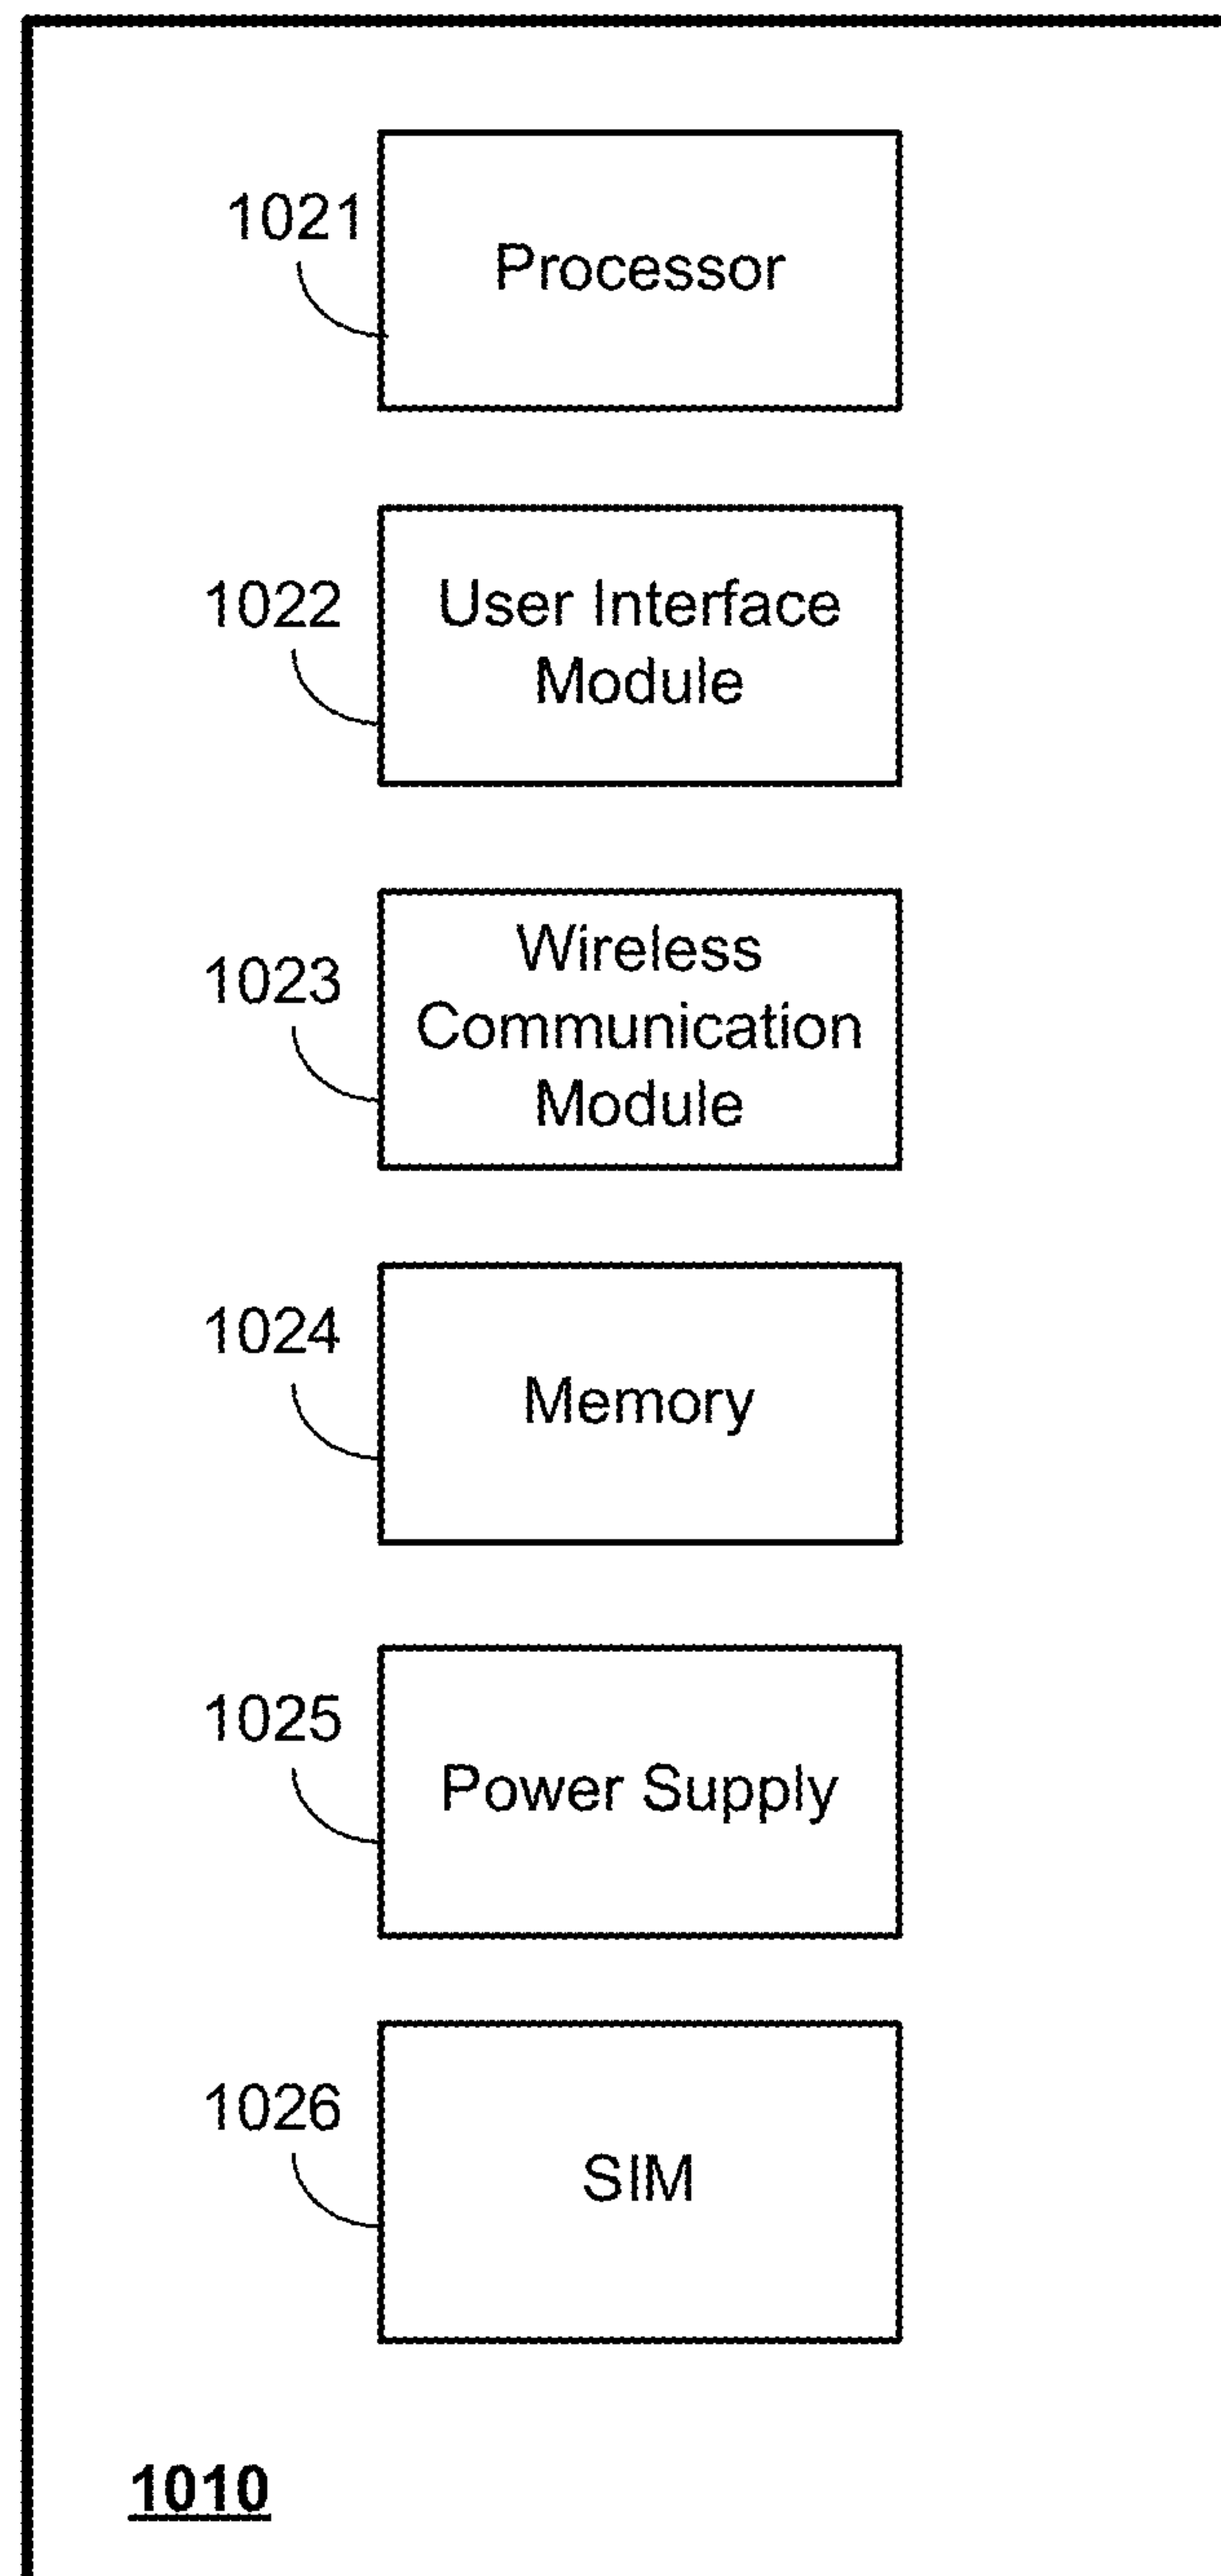 1021
Processor
1022
User Interface
Module
1023
Wireless
Communication
Module
1024
Memory
1025
Power Supply
1026
SIM
1010